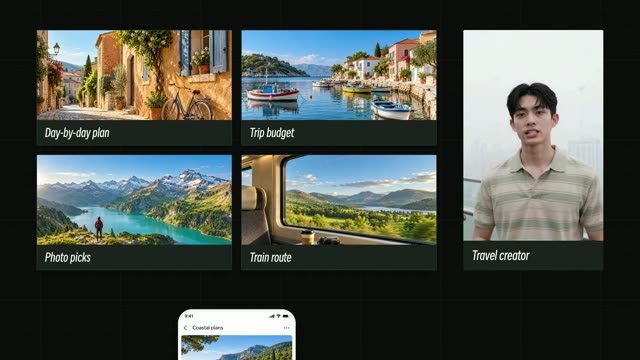 Day-by-day plan
Trip budget
Photo picks
Train route
Travel creator
9:41
Coastal plans